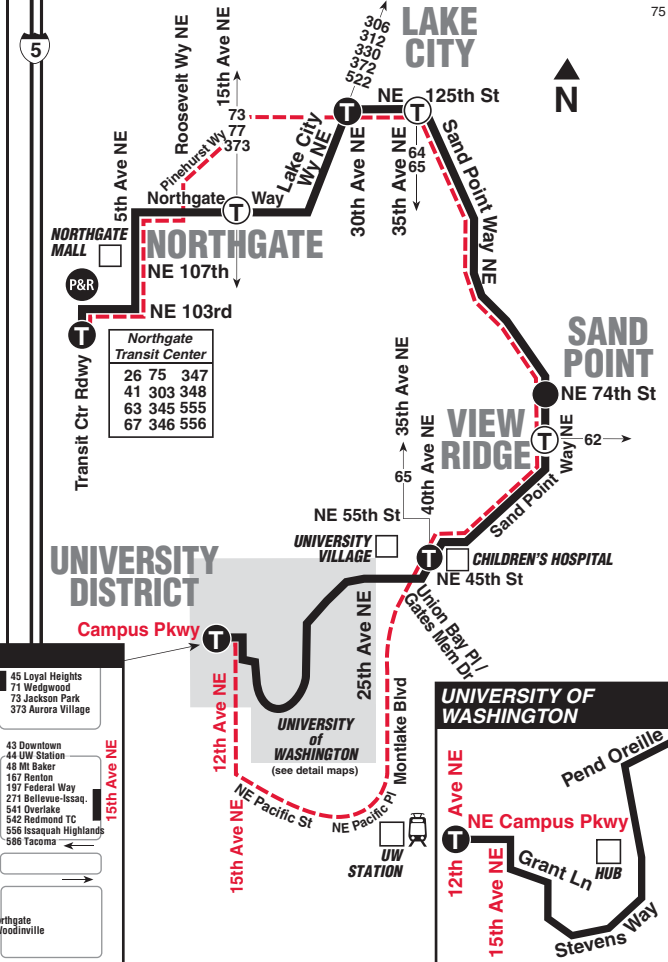 75
5
LAKE
CITY
306
312
330
372
522
N
Roosevelt Wy NE
15th Ave NE
5th Ave NE
Pinehurst Wy
73
77
373
NE
125th St
Lake City
Wy NE
30th Ave NE
35th Ave NE
64
65
Sand Point Way NE
Northgate
Way
NORTHGATE
MALL
NORTHGATE
P&R
NE 107th
NE 103rd
Transit Ctr Rdwy
Northgate
Transit Center
26 75 347
41 303 348
63 345 555
67 346 556
SAND
POINT
NE 74th St
VIEW
RIDGE
Way NE
62
Sand Point
35th Ave NE
40th Ave NE
65
NE 55th St
UNIVERSITY
VILLAGE
CHILDREN'S HOSPITAL
NE 45th St
Union Bay Pl/
Gates Mem Dr
UNIVERSITY
DISTRICT
Campus Pkwy
T
T
T
T
T
T
T
25th Ave NE
Montlake Blvd
12th Ave NE
15th Ave NE
UNIVERSITY
of
WASHINGTON
(see detail maps)
NE Pacific St
NE Pacific Pl
UW
STATION
45 Loyal Heights
71 Wedgwood
73 Jackson Park
373 Aurora Village
43 Downtown
44 UW Station
48 Mt Baker
167 Renton
197 Federal Way
271 Bellevue-Issaq.
541 Overlake
542 Redmond TC
556 Issaquah Highlands
586 Tacoma
15th Ave NE
rthgate
Woodinville
UNIVERSITY OF
WASHINGTON
Pend Oreille
12th Ave NE
NE Campus Pkwy
T
15th Ave NE
Grant Ln
HUB
Stevens Way